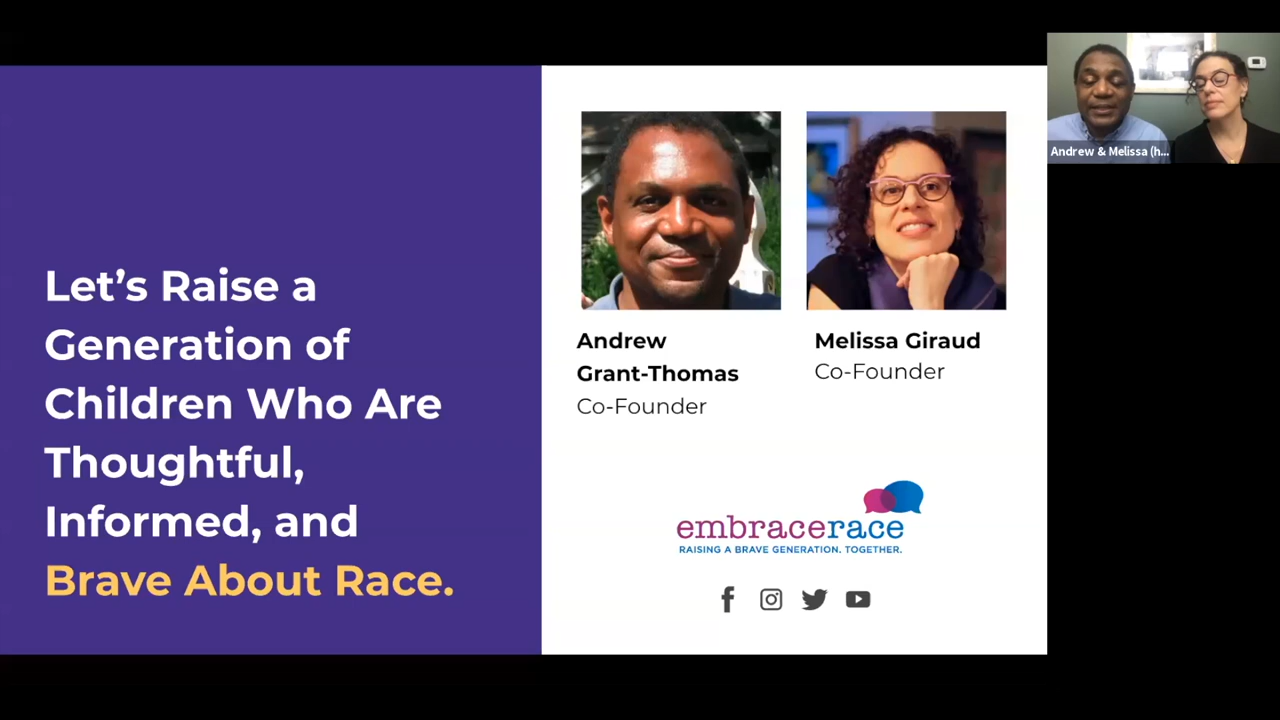 Let’s Raise a
Generation of
Children Who Are
Thoughtful,
Informed, and
Brave About Race.
Andrew
Grant-Thomas
Co-Founder
Melissa Giraud
Co-Founder
embracerace
RAISING A BRAVE GENERATION. TOGETHER.
Andrew & Melissa (h...